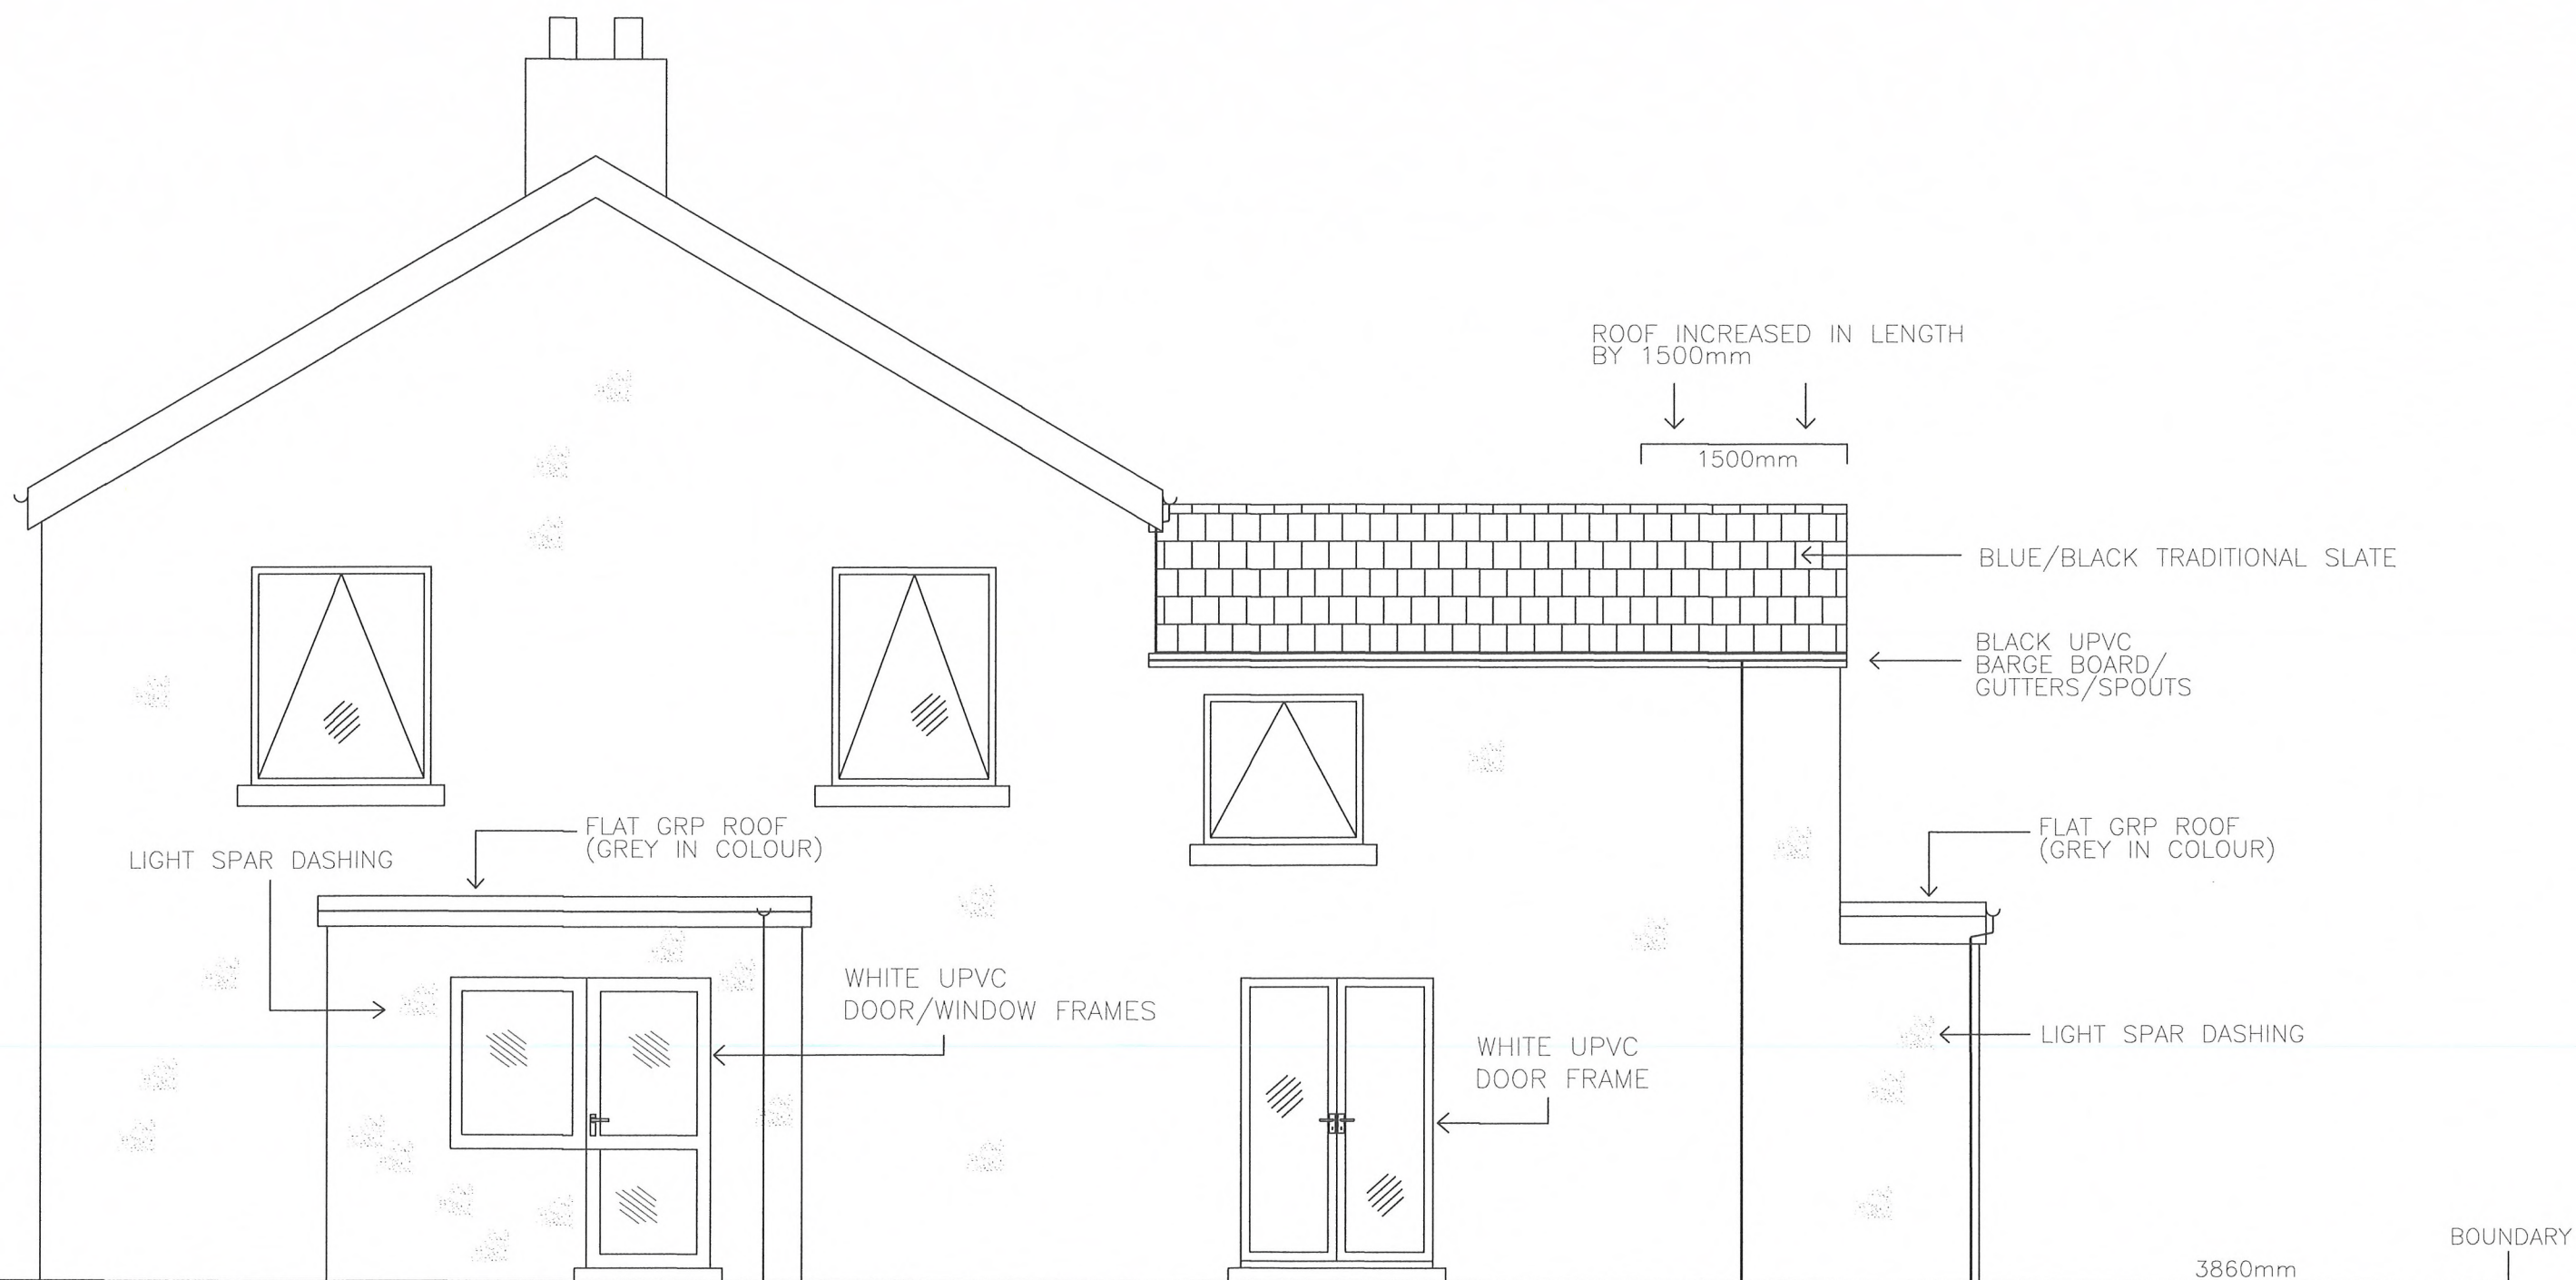 ROOF INCREASED IN LENGTH
BY 1500mm
1500mm
BLUE/BLACK TRADITIONAL SLATE
BLACK UPVC
BARGE BOARD/
GUTTERS/SPOUTS
FLAT GRP ROOF
(GREY IN COLOUR)
LIGHT SPAR DASHING
FLAT GRP ROOF
(GREY IN COLOUR)
WHITE UPVC
DOOR/WINDOW FRAMES
WHITE UPVC
DOOR FRAME
LIGHT SPAR DASHING
BOUNDARY
3860mm